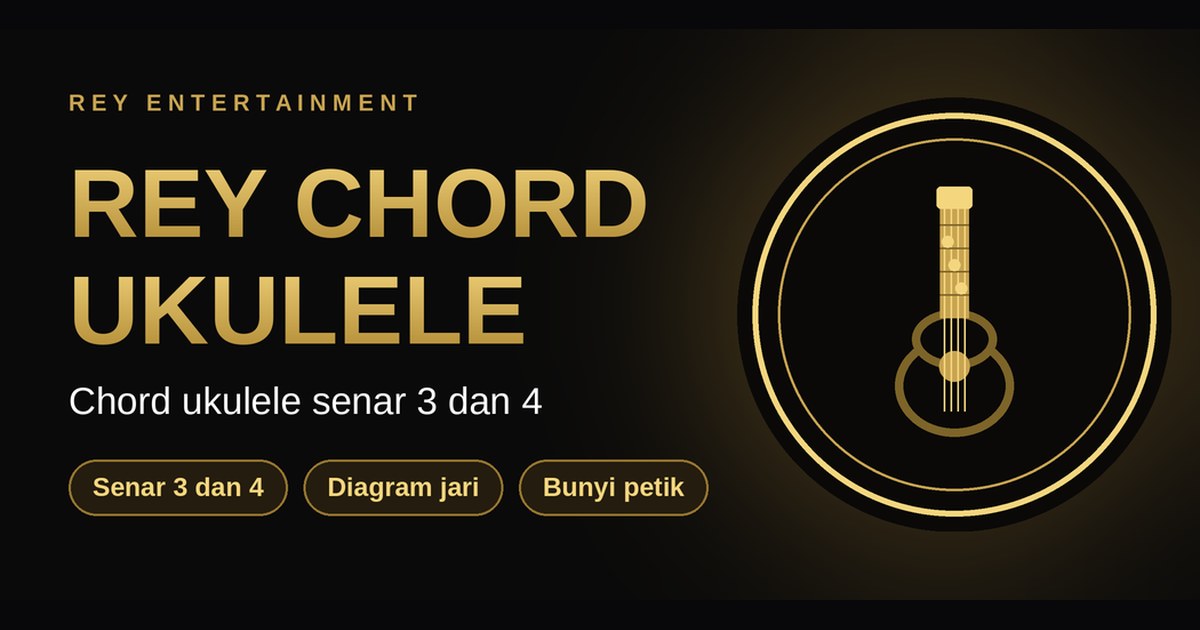 REY ENTERTAINMENT
REY CHORD
UKULELE
Chord ukulele senar 3 dan 4
Senar 3 dan 4
Diagram jari
Bunyi petik